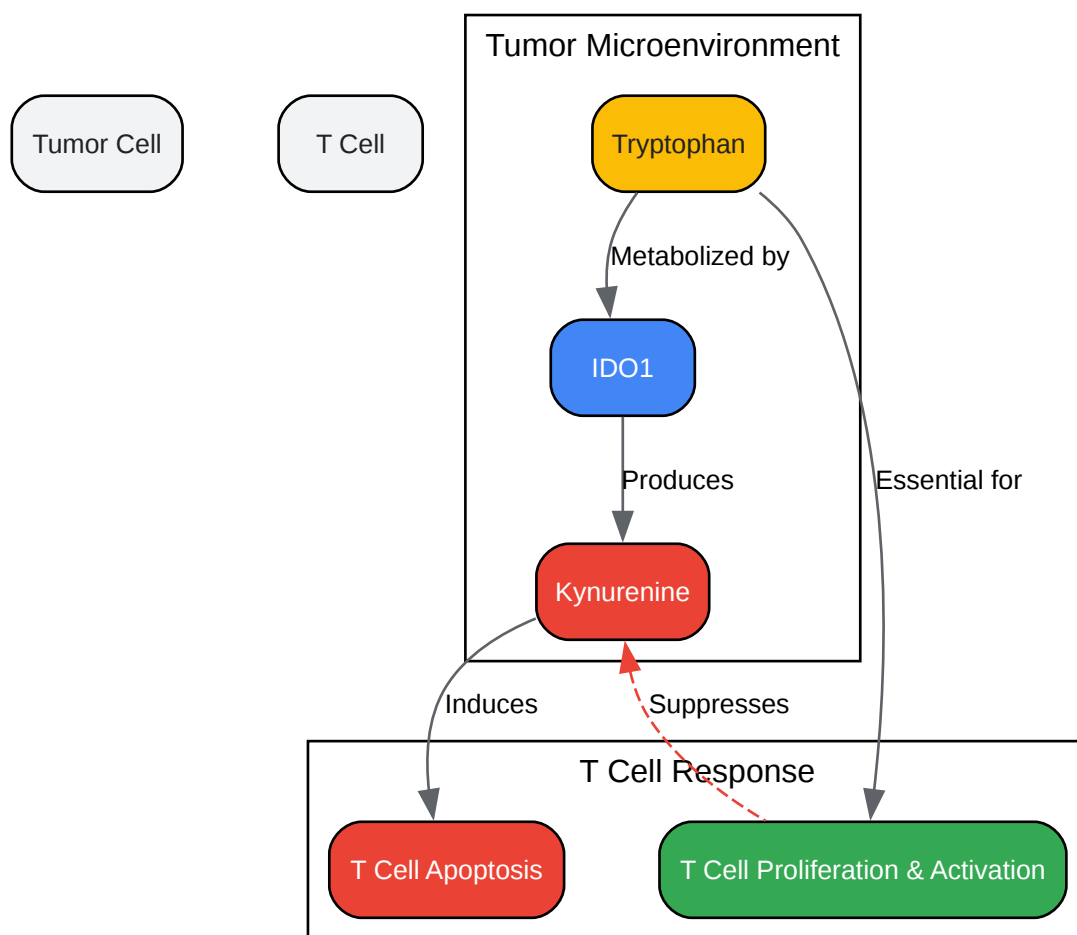 Tumor Microenvironment
Tumor Cell
T Cell
Tryptophan
Metabolized by
IDO1
Produces
Essential for
Kynurenine
Induces
Suppresses
T Cell Response
T Cell Apoptosis
T Cell Proliferation & Activation